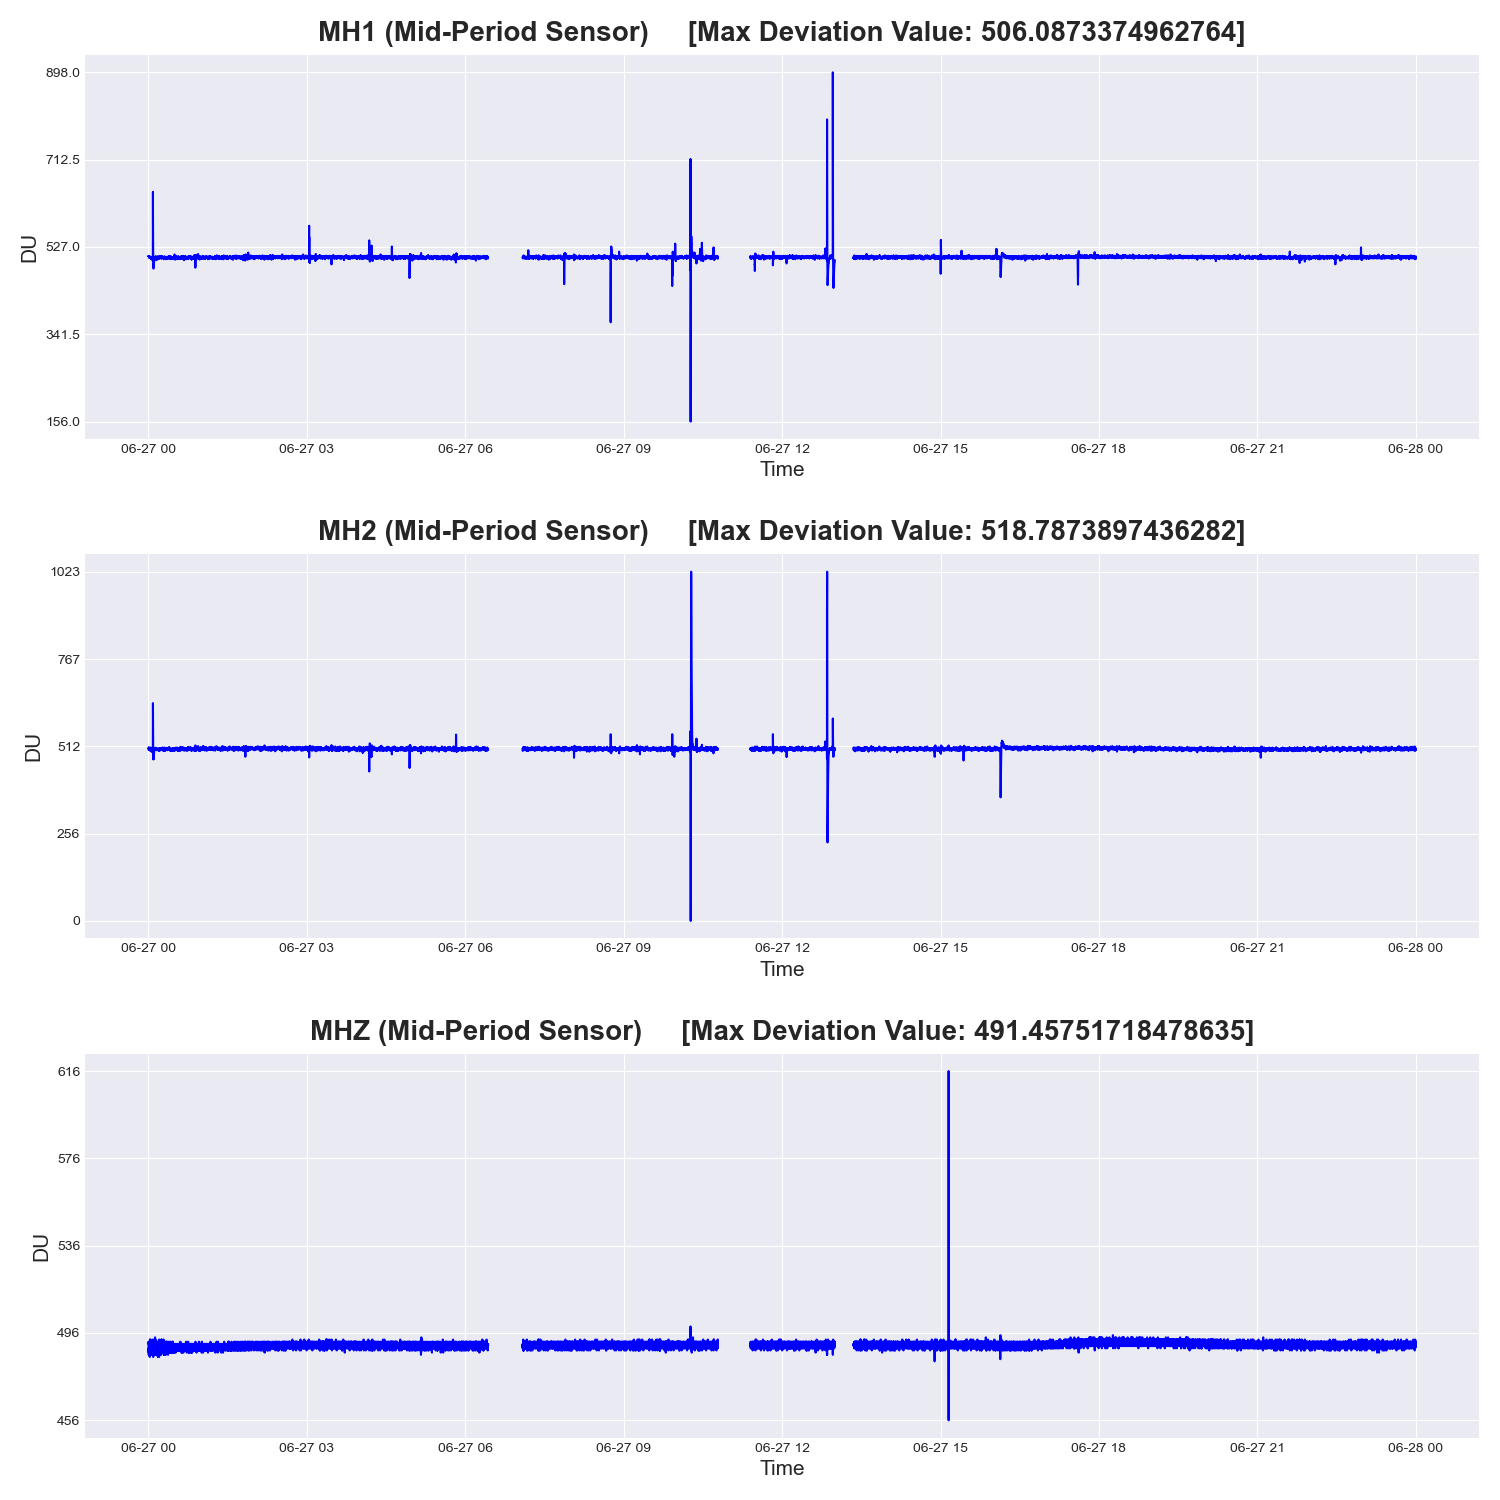 MH1 (Mid-Period Sensor) [Max Deviation Value: 506.0873374962764]
898.0
712.5
527.0
341.5
156.0
DU
06-27 00 06-27 03 06-27 06 06-27 09 06-27 12 06-27 15 06-27 18 06-27 21 06-28 00
Time
MH2 (Mid-Period Sensor) [Max Deviation Value: 518.7873897436282]
1023
767
512
256
0
DU
06-27 00 06-27 03 06-27 06 06-27 09 06-27 12 06-27 15 06-27 18 06-27 21 06-28 00
Time
MHZ (Mid-Period Sensor) [Max Deviation Value: 491.45751718478635]
616
576
536
496
456
DU
06-27 00 06-27 03 06-27 06 06-27 09 06-27 12 06-27 15 06-27 18 06-27 21 06-28 00
Time